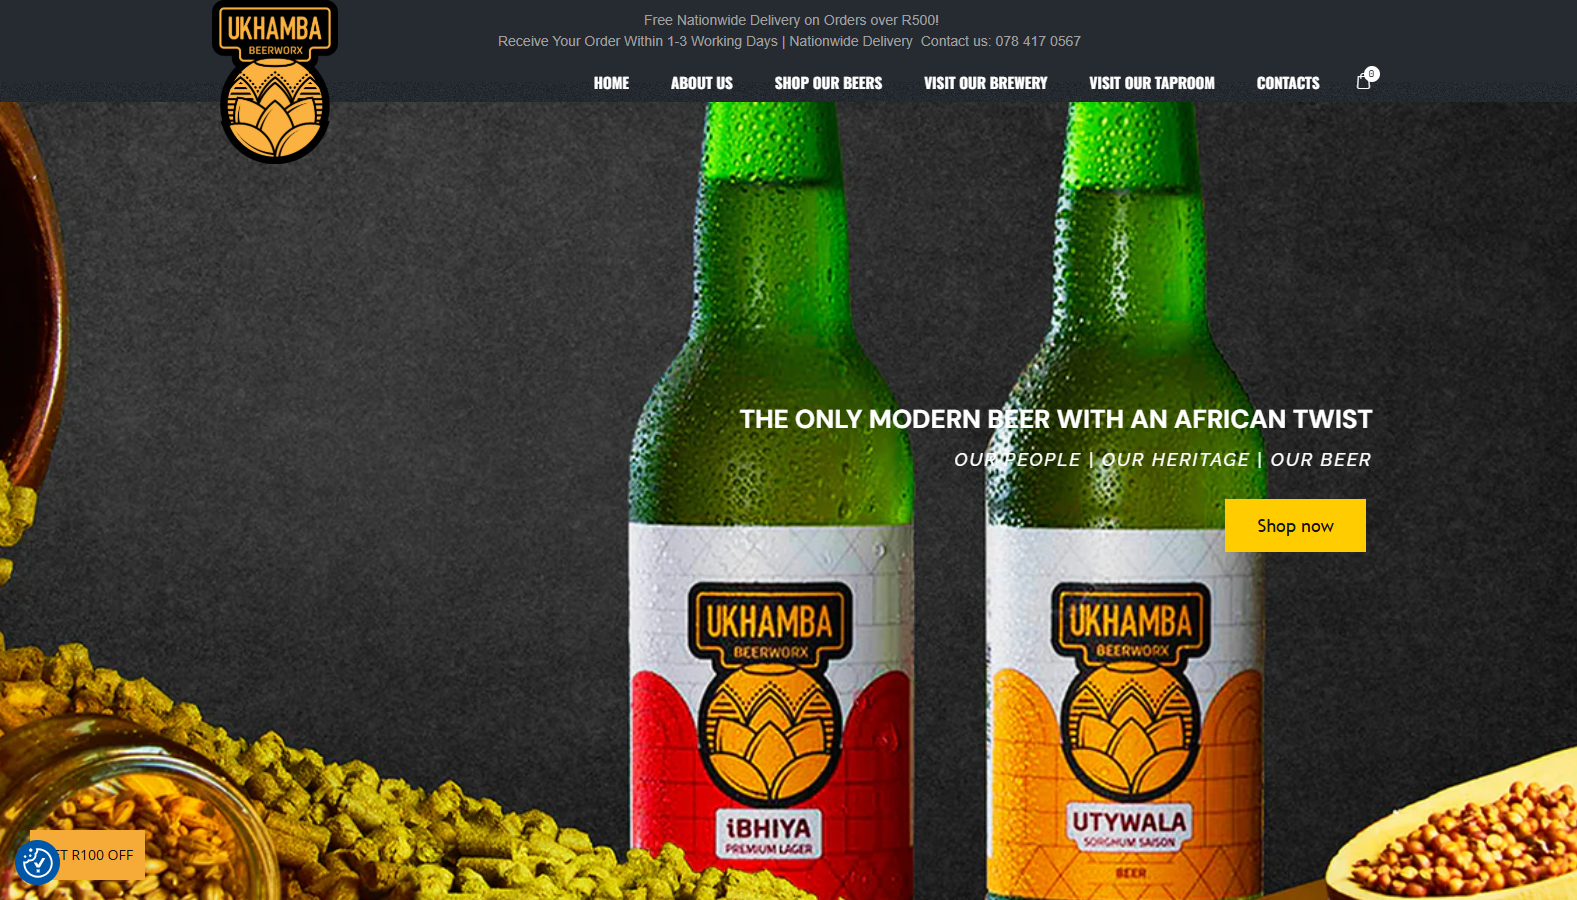 UKHAMBA
BEERWORX
Free Nationwide Delivery on Orders over R500!
Receive Your Order Within 1-3 Working Days | Nationwide Delivery  Contact us: 078 417 0567
HOME ABOUT US SHOP OUR BEERS VISIT OUR BREWERY VISIT OUR TAPROOM CONTACTS 0
THE ONLY MODERN BEER WITH AN AFRICAN TWIST
OUR PEOPLE | OUR HERITAGE | OUR BEER
Shop now
UKHAMBA
BEERWORX
iBHIYA
PREMIUM LAGER
UKHAMBA
BEERWORX
UTYWALA
SORGHUM SAISON
BEER
R100 OFF